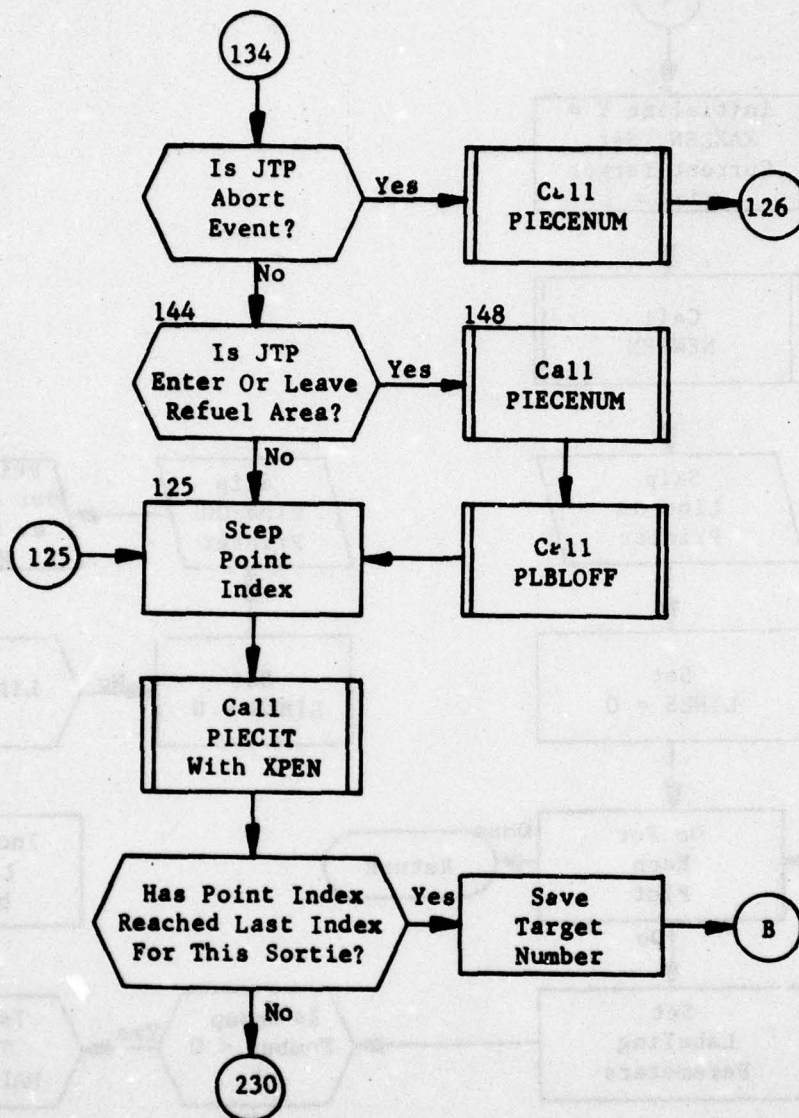 134
Is JTP
Abort
Event?
Yes
Call
PIECENUM
126
No
144
Is JTP
Enter Or Leave
Refuel Area?
Yes
148
Call
PIECENUM
No
125
Step
Point
Index
125
Call
PLBLOFF
Call
PIECIT
With XPEN
Has Point Index
Reached Last Index
For This Sortie?
Yes
Save
Target
Number
B
No
230